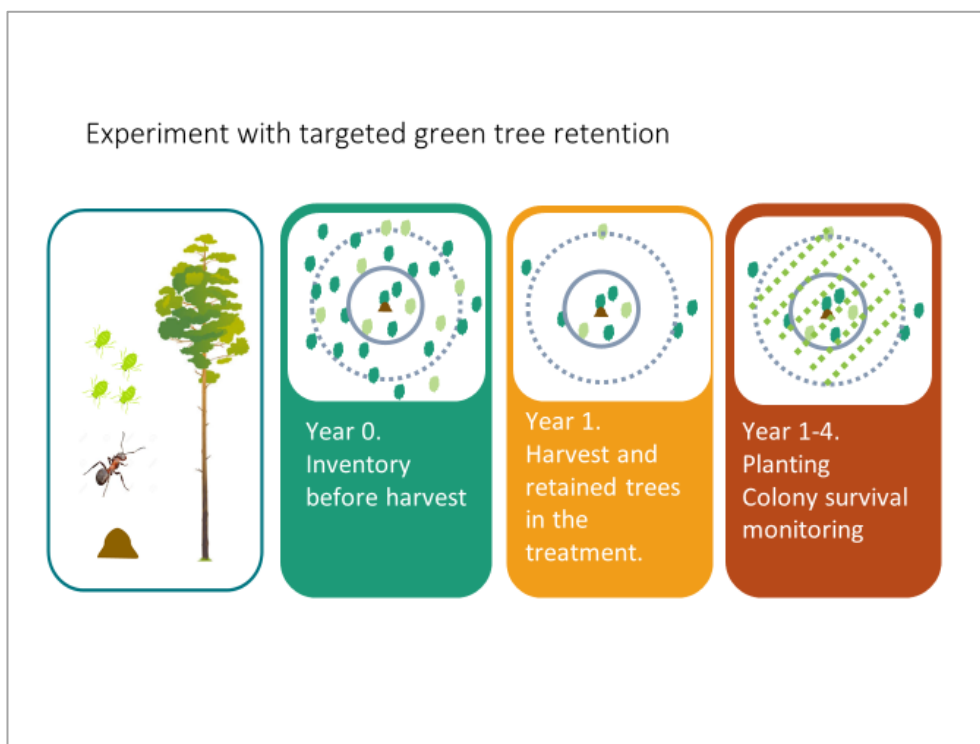 Experiment with targeted green tree retention
Year 0.
Inventory
before harvest
Year 1.
Harvest and
retained trees
in the
treatment.
Year 1-4.
Planting
Colony survival
monitoring